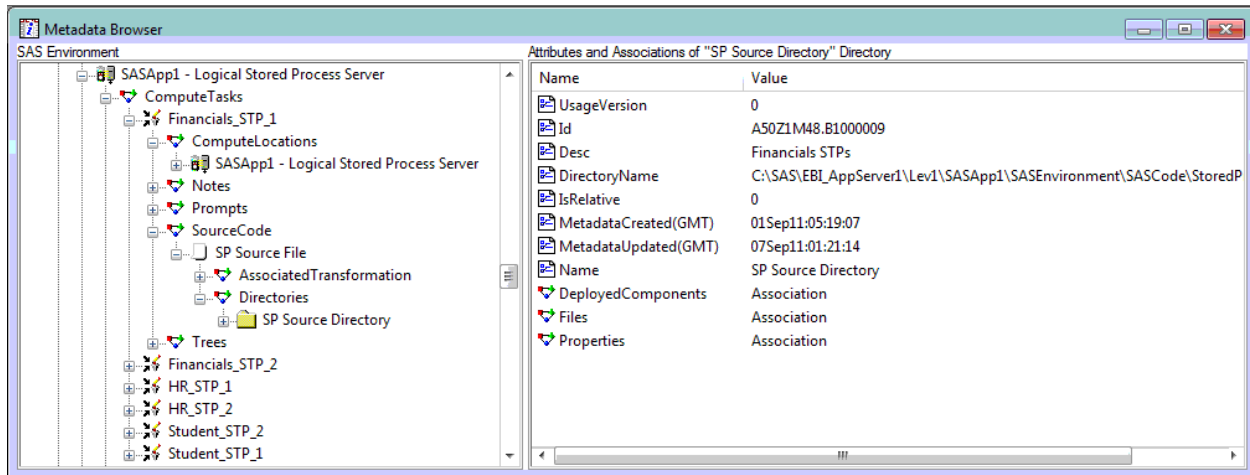 Metadata Browser
SAS Environment
Attributes and Associations of "SP Source Directory" Directory
SASApp1 - Logical Stored Process Server
ComputeTasks
Financials_STP_1
ComputeLocations
SASApp1 - Logical Stored Process Server
Notes
Prompts
SourceCode
SP Source File
AssociatedTransformation
Directories
SP Source Directory
Trees
Financials_STP_2
HR_STP_1
HR_STP_2
Student_STP_2
Student_STP_1
Name Value
UsageVersion 0
Id A50Z1M48.B1000009
Desc Financials STPs
DirectoryName C:\SAS\EBI_AppServer1\Lev1\SASApp1\SASEnvironment\SASCode\StoredP
IsRelative 0
MetadataCreated(GMT) 01Sep11:05:19:07
MetadataUpdated(GMT) 07Sep11:01:21:14
Name SP Source Directory
DeployedComponents Association
Files Association
Properties Association